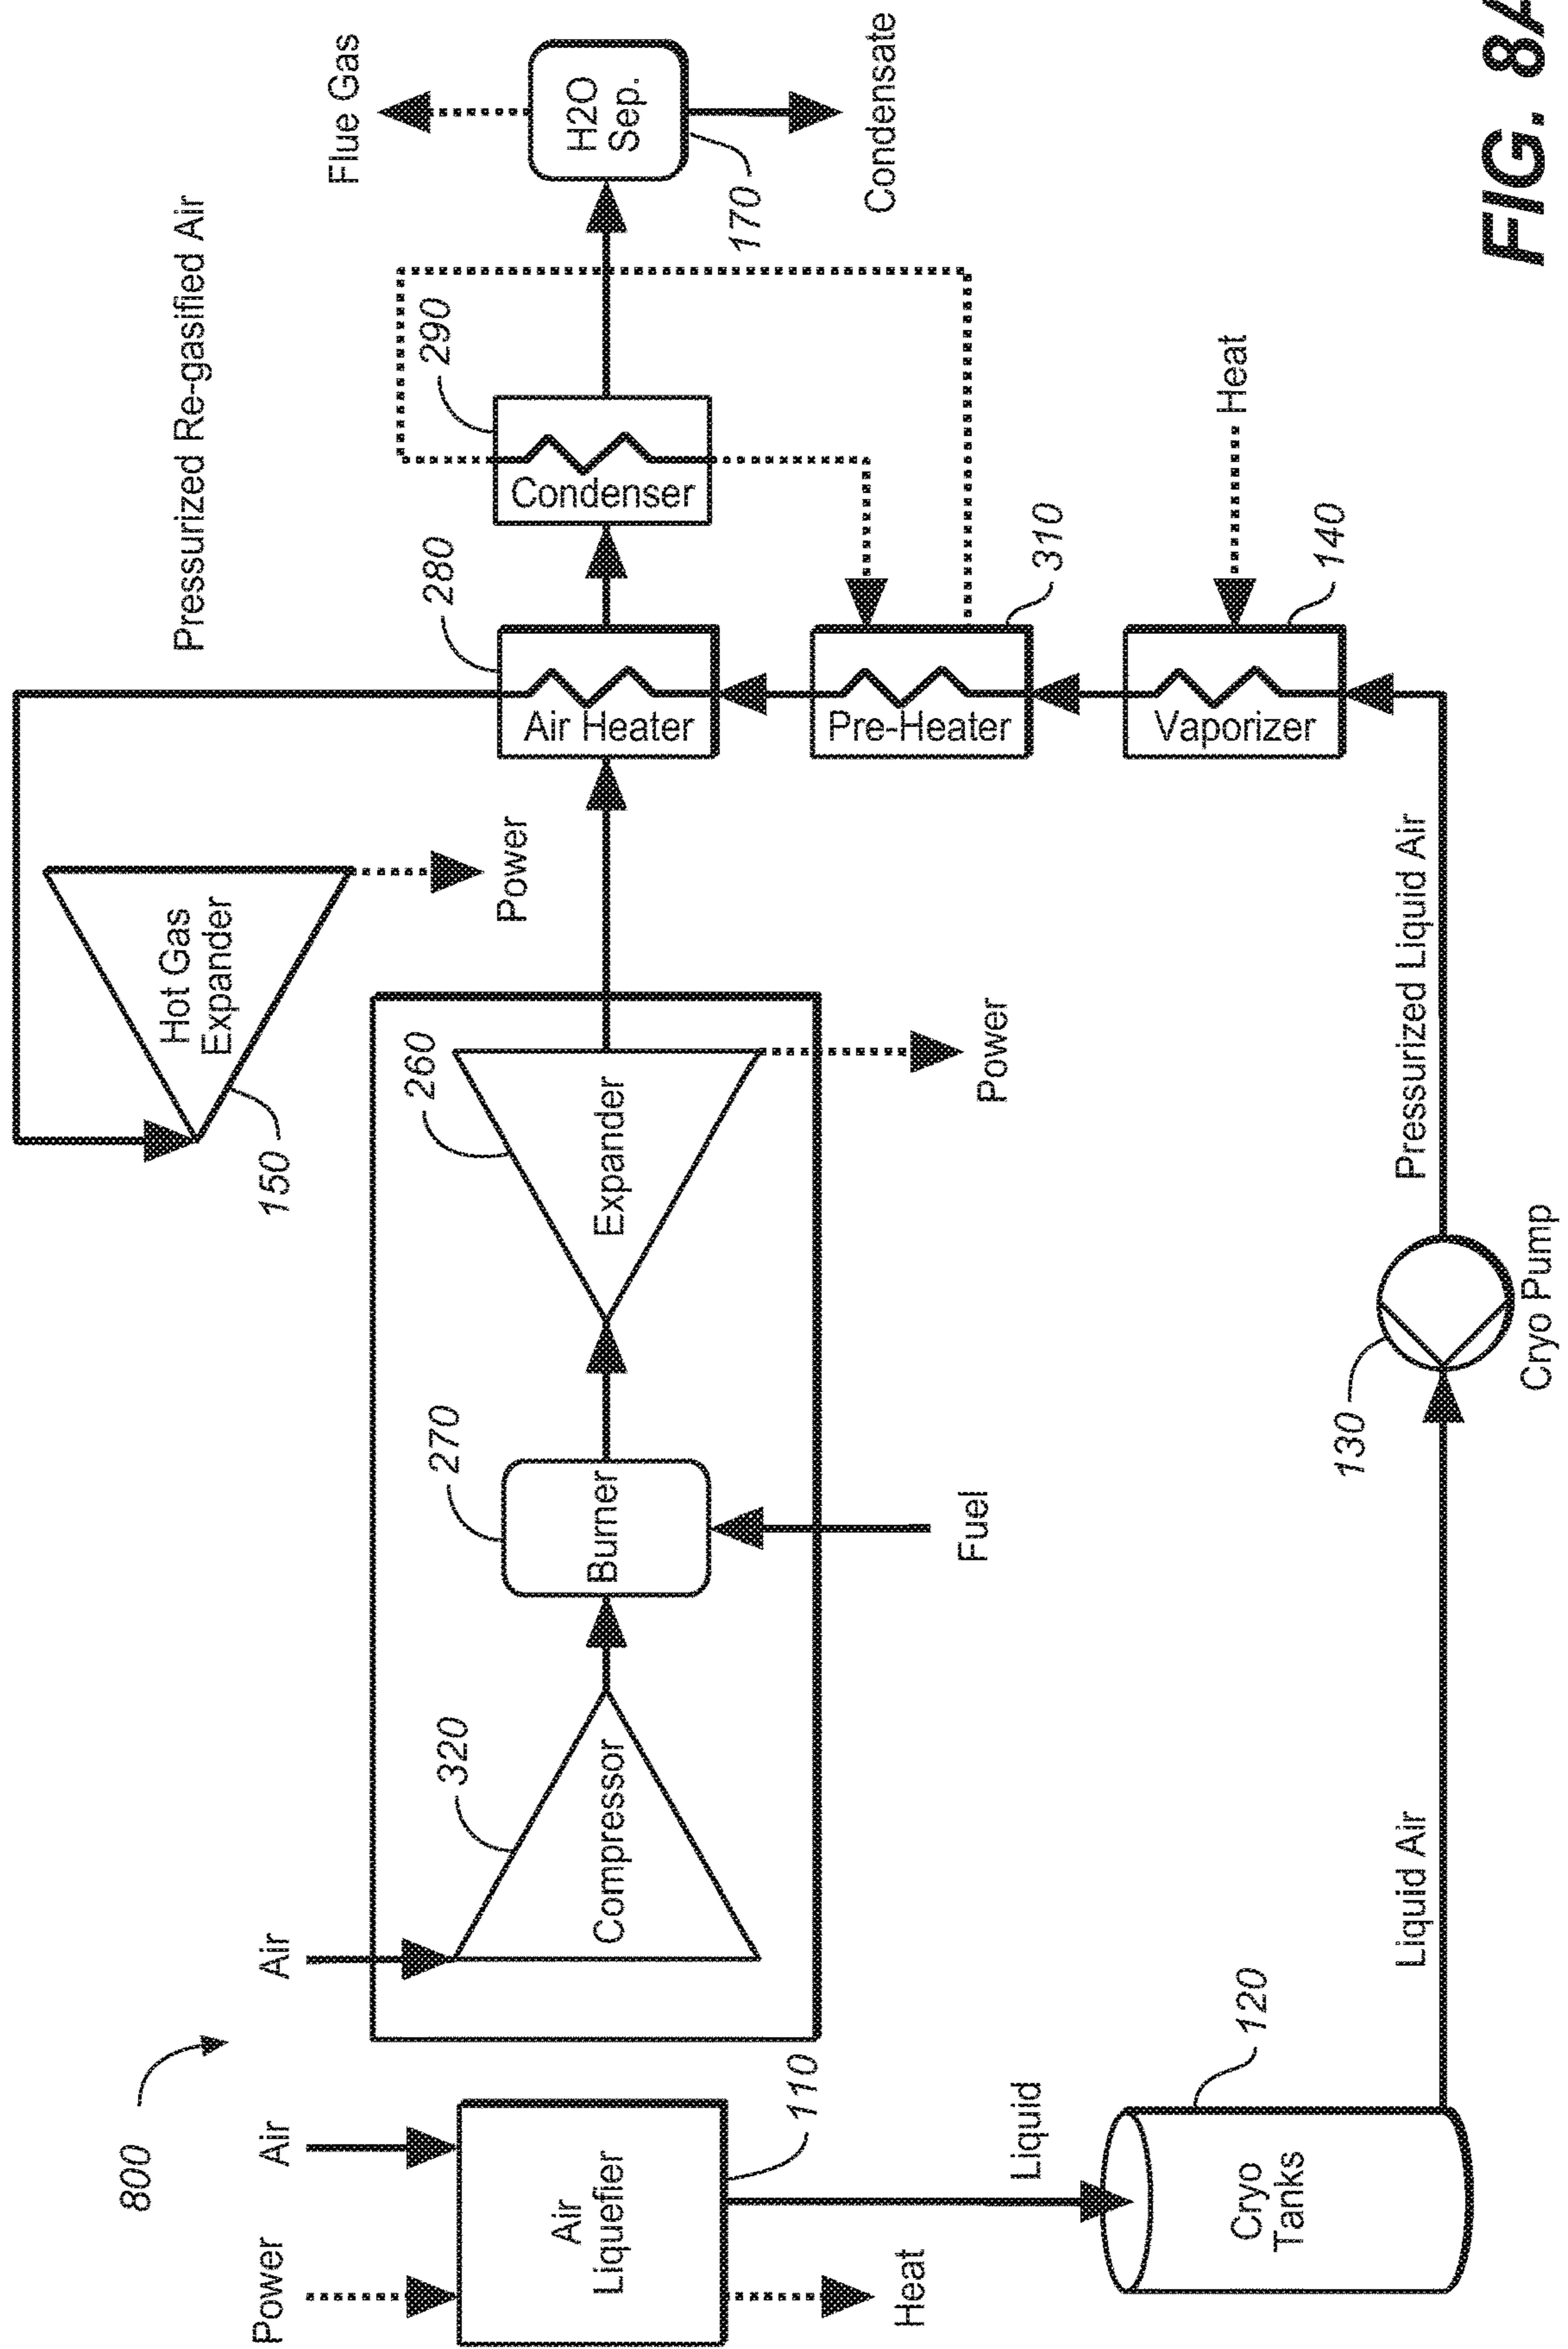 800
Pressurized Re-gasified Air
Hot Gas
Expander
150
Power
Power
Air
Air
Flue Gas
320
270
260
280
290
Air
Liquefier
Compressor
Burner
Expander
Air Heater
Condenser
H2O
Sep.
170
110
Condensate
Heat
Fuel
Power
Liquid
Pre-Heater
310
Vaporizer
Heat
140
Cryo
Tanks
120
130
Liquid Air
Pressurized Liquid Air
Cryo Pump
FIG. 8A